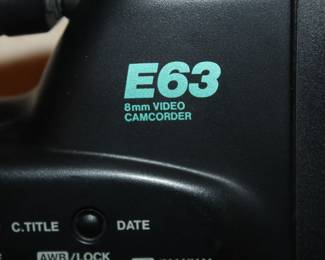 E63
8mm VIDEO
CAMCORDER
C.TITLE DATE
AWB/LOCK